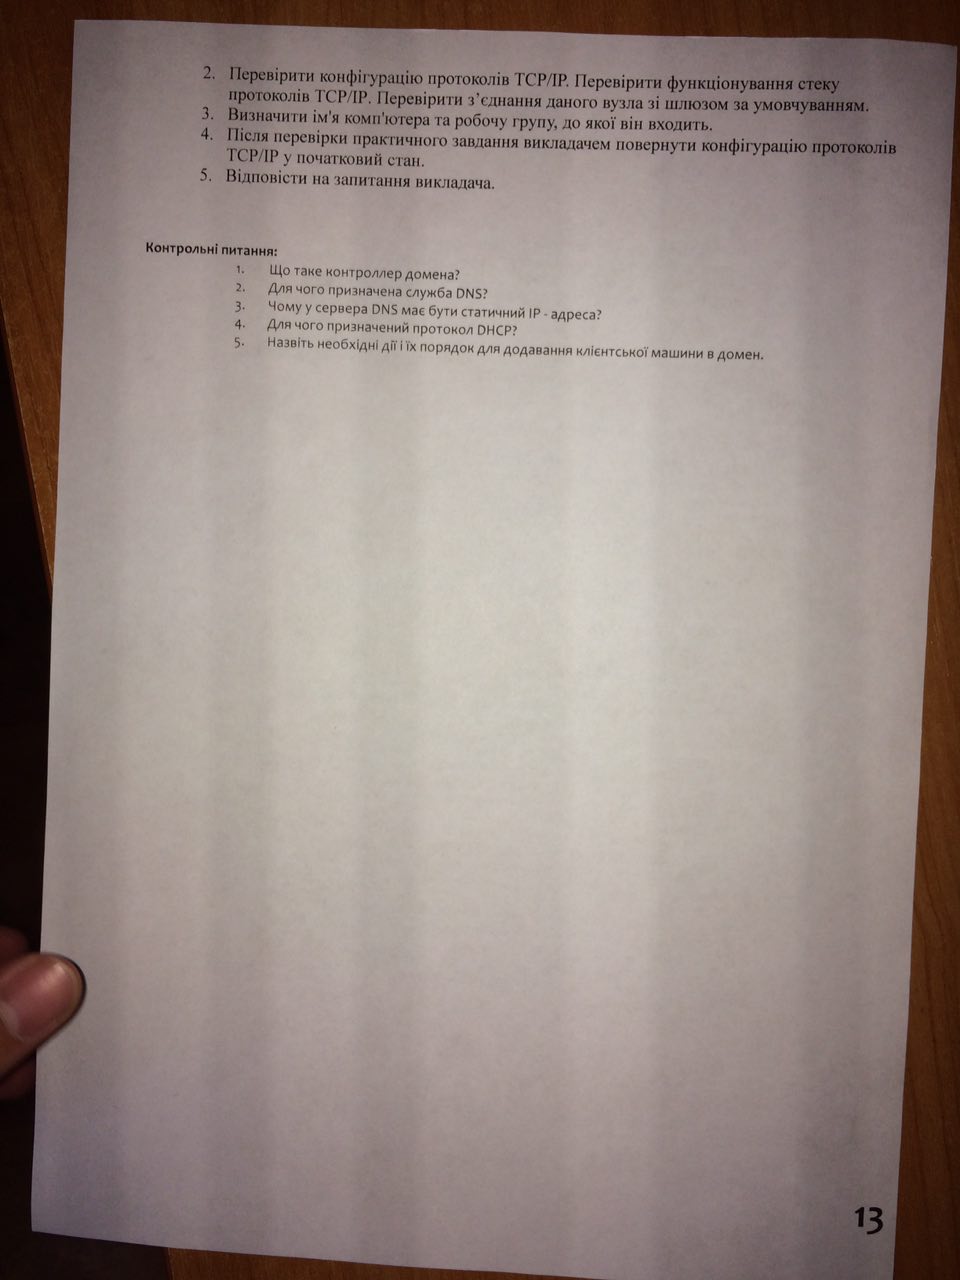 2. Перевірити конфігурацію протоколів TCP/IP. Перевірити функціонування стеку
протоколів TCP/IP. Перевірити з’єднання даного вузла зі шлюзом за умовчуванням.
3. Визначити ім'я комп'ютера та робочу групу, до якої він входить.
4. Після перевірки практичного завдання викладачем повернути конфігурацію протоколів
TCP/IP у початковий стан.
5. Відповісти на запитання викладача.
Контрольні питання:
1. Що таке контроллер домена?
2. Для чого призначена служба DNS?
3. Чому у сервера DNS має бути статичний IP - адреса?
4. Для чого призначений протокол DHCP?
5. Назвіть необхідні дії і їх порядок для додавання клієнтської машини в домен.
13